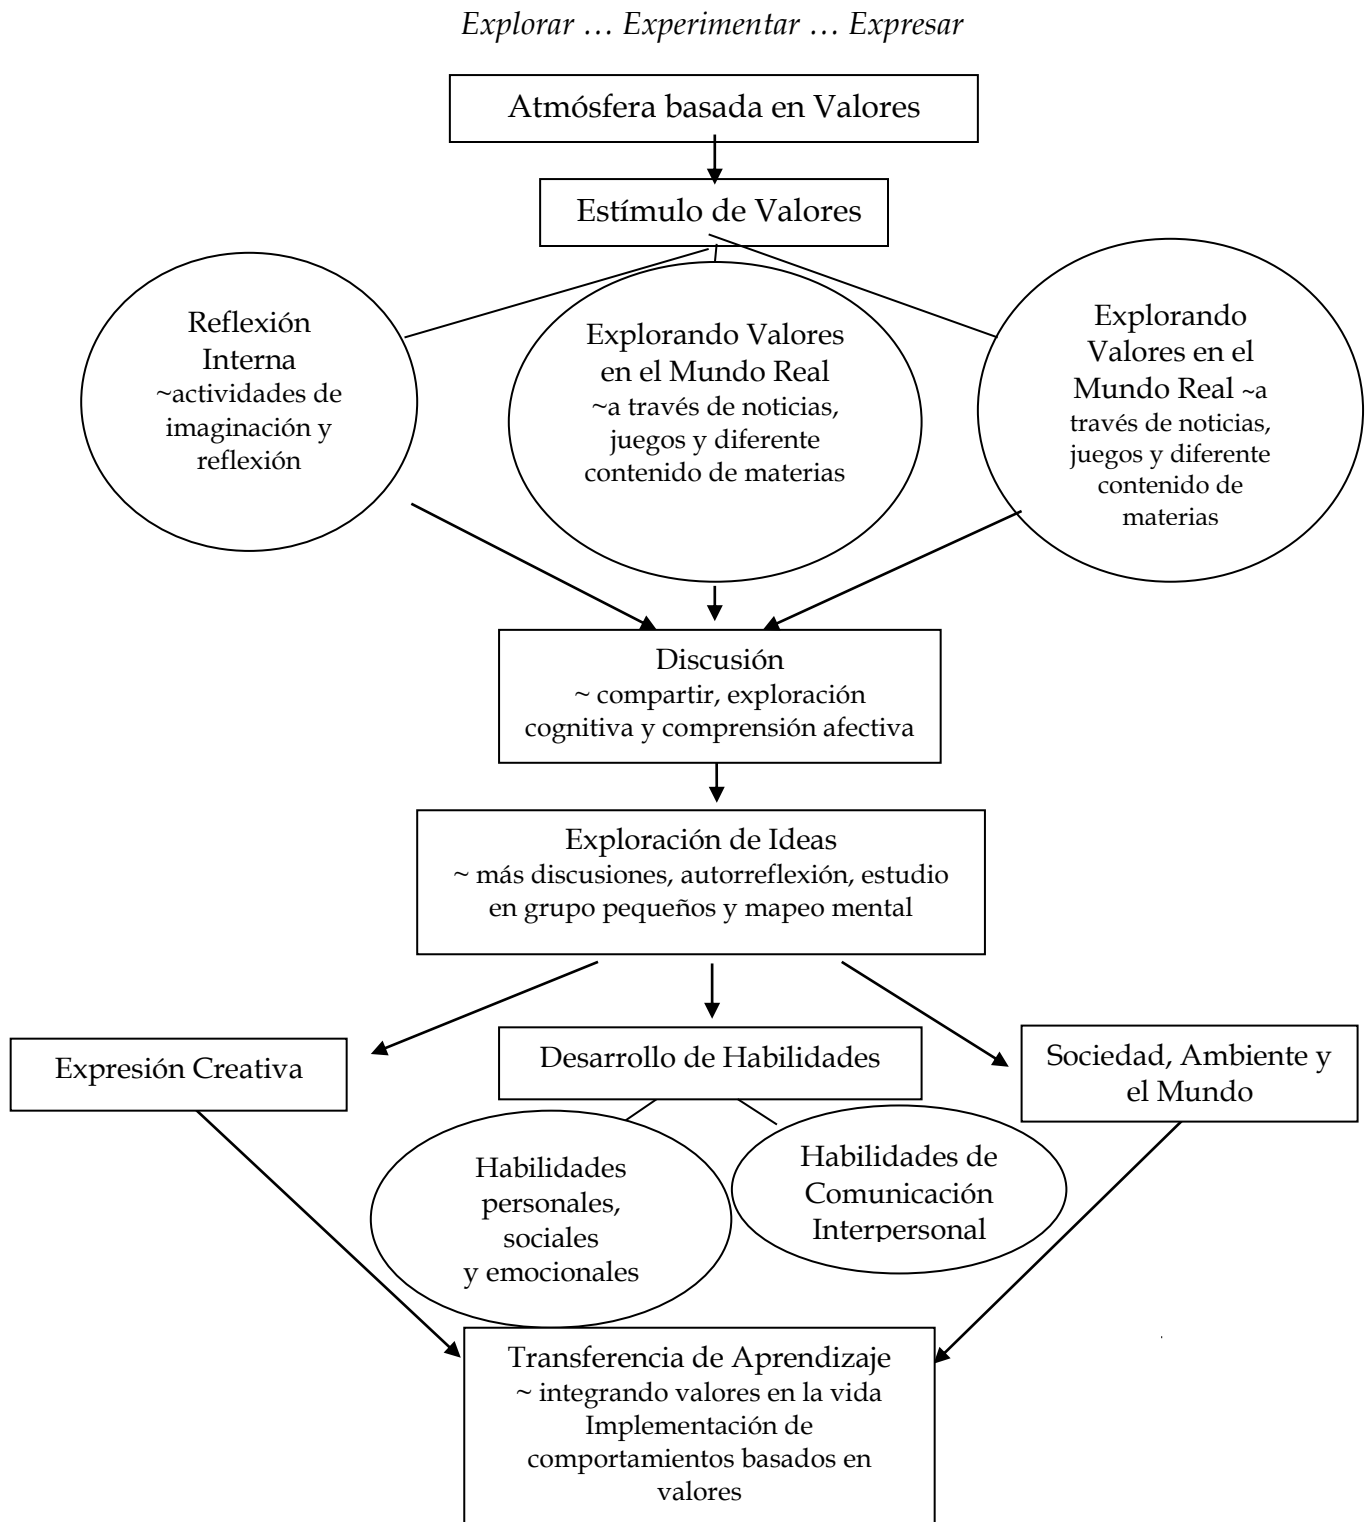 Explorar … Experimentar … Expresar
Atmósfera basada en Valores
Estímulo de Valores
Reflexión
Interna
~actividades de
imaginación y
reflexión
Explorando Valores
en el Mundo Real
~a través de noticias,
juegos y diferente
contenido de materias
Explorando
Valores en el
Mundo Real ~a
través de noticias,
juegos y diferente
contenido de
materias
Discusión
~ compartir, exploración
cognitiva y comprensión afectiva
Exploración de Ideas
~ más discusiones, autorreflexión, estudio
en grupo pequeños y mapeo mental
Expresión Creativa
Desarrollo de Habilidades
Sociedad, Ambiente y
el Mundo
Habilidades
personales,
sociales
y emocionales
Habilidades de
Comunicación
Interpersonal
Transferencia de Aprendizaje
~ integrando valores en la vida
Implementación de
comportamientos basados en
valores